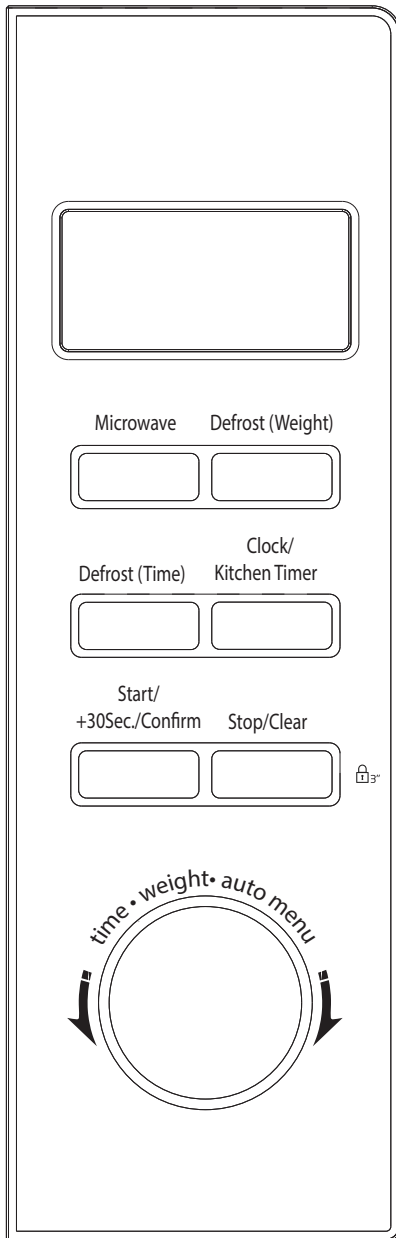 Microwave Defrost (Weight)
Defrost (Time)
Clock/
Kitchen Timer
Start/
+30Sec./Confirm
Stop/Clear
3"
time • weight• auto menu